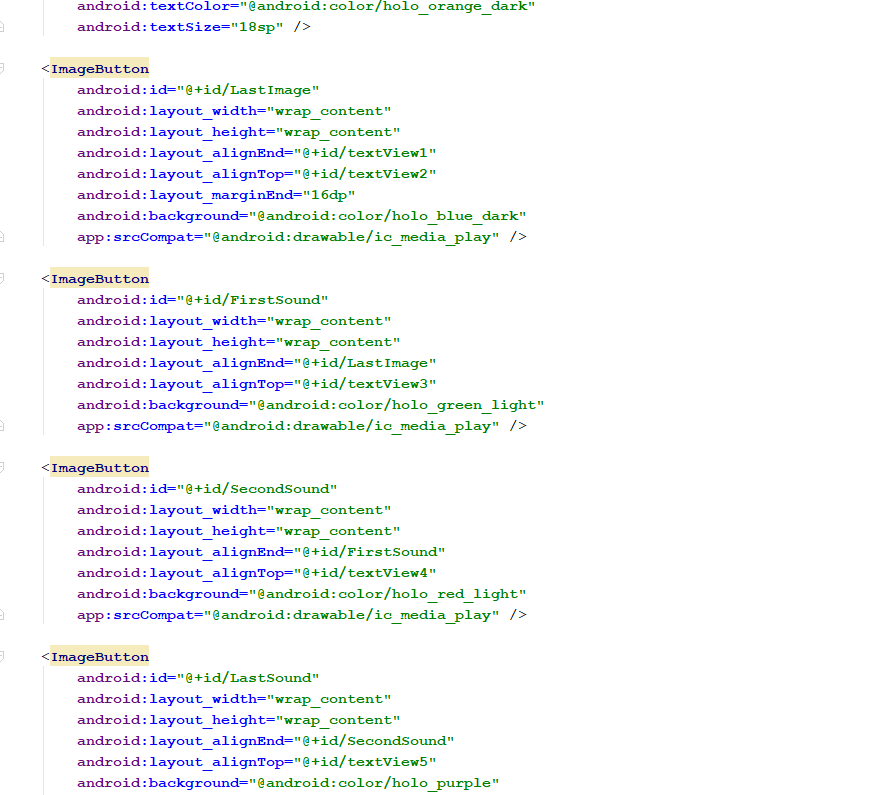 android:textColor="@android:color/holo_orange_dark"
android:textSize="18sp" />
<ImageButton
android:id="@+id/LastImage"
android:layout_width="wrap_content"
android:layout_height="wrap_content"
android:layout_alignEnd="@+id/textView1"
android:layout_alignTop="@+id/textView2"
android:layout_marginEnd="16dp"
android:background="@android:color/holo_blue_dark"
app:srcCompat="@android:drawable/ic_media_play" />
<ImageButton
android:id="@+id/FirstSound"
android:layout_width="wrap_content"
android:layout_height="wrap_content"
android:layout_alignEnd="@+id/LastImage"
android:layout_alignTop="@+id/textView3"
android:background="@android:color/holo_green_light"
app:srcCompat="@android:drawable/ic_media_play" />
<ImageButton
android:id="@+id/SecondSound"
android:layout_width="wrap_content"
android:layout_height="wrap_content"
android:layout_alignEnd="@+id/FirstSound"
android:layout_alignTop="@+id/textView4"
android:background="@android:color/holo_red_light"
app:srcCompat="@android:drawable/ic_media_play" />
<ImageButton
android:id="@+id/LastSound"
android:layout_width="wrap_content"
android:layout_height="wrap_content"
android:layout_alignEnd="@+id/SecondSound"
android:layout_alignTop="@+id/textView5"
android:background="@android:color/holo_purple"